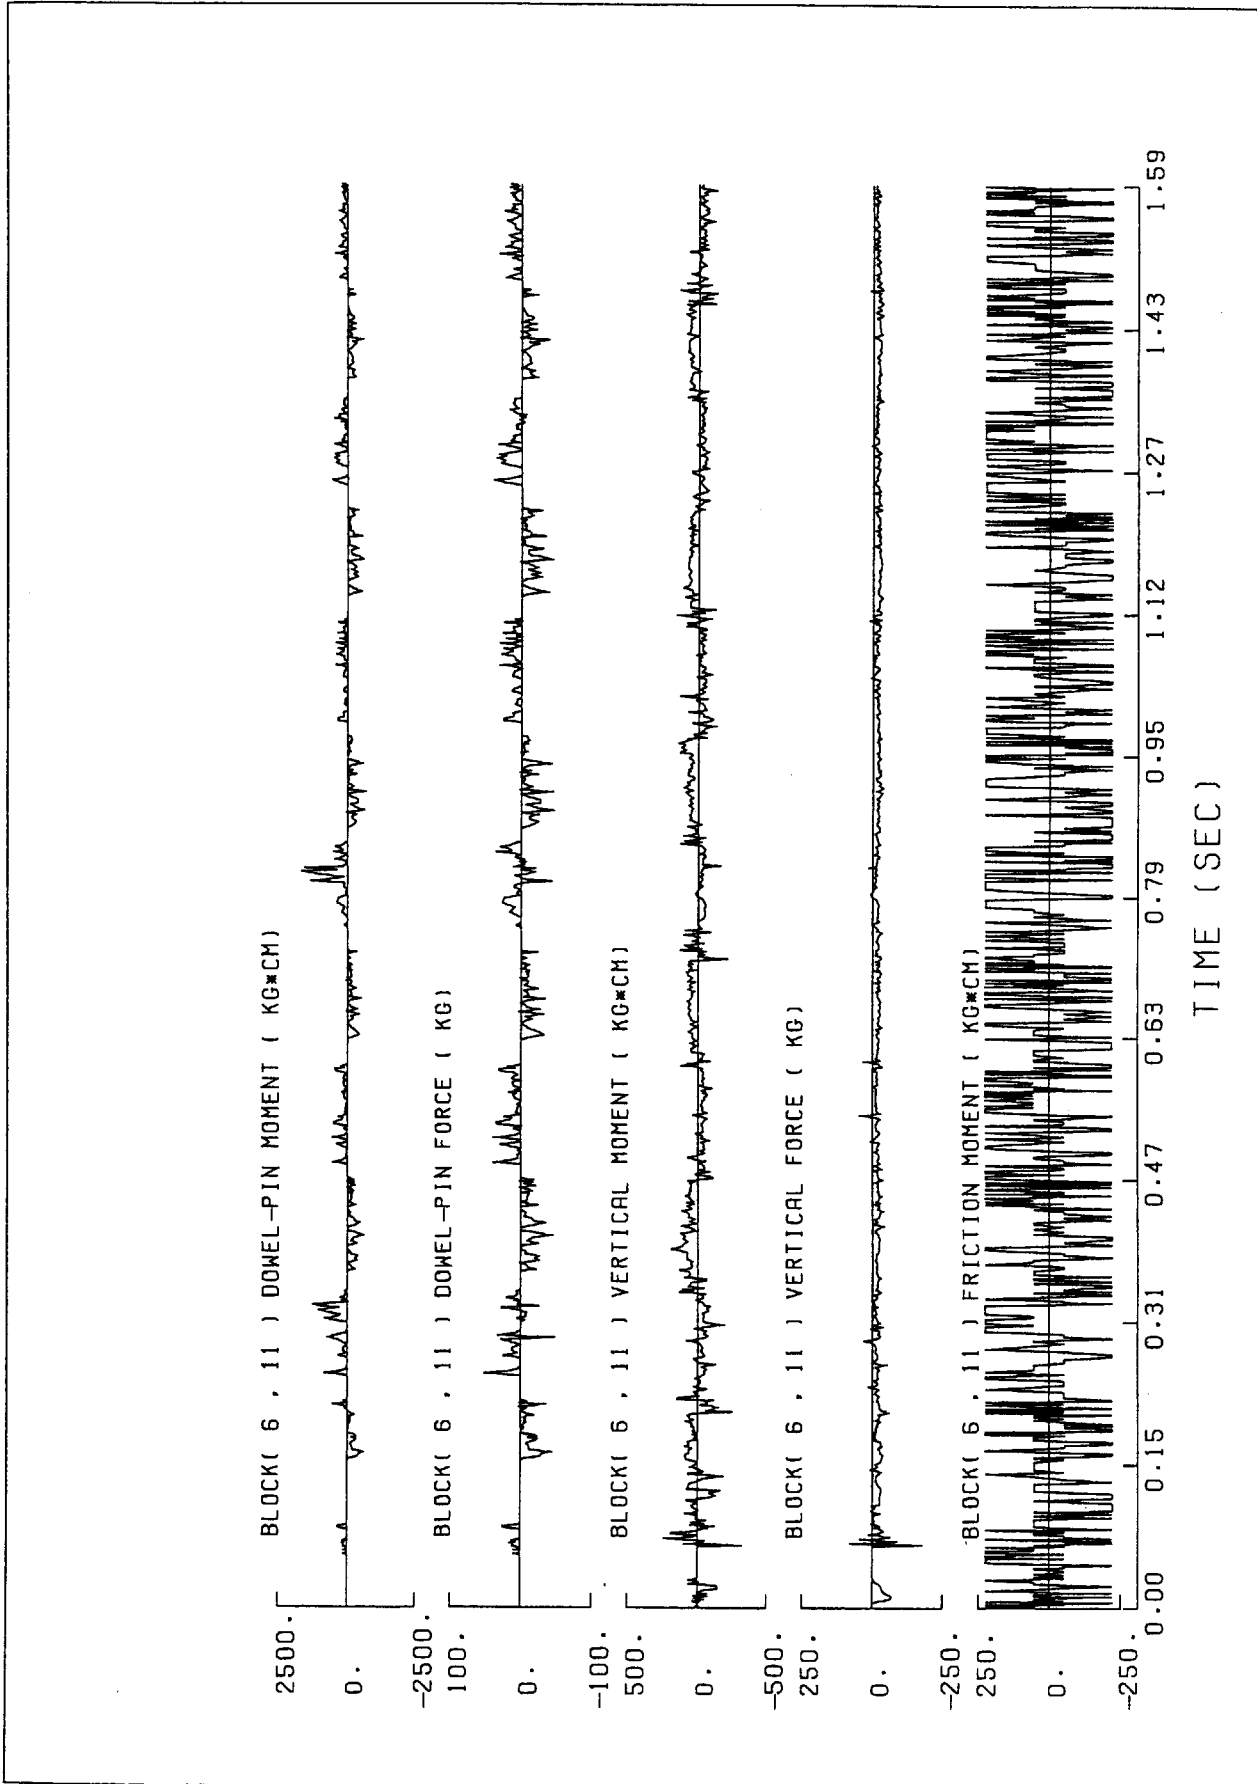 BLOCK( 6 , 11 ) DOWEL-PIN MOMENT ( KG*CM)
2500.
0.
-2500.
BLOCK( 6 , 11 ) DOWEL-PIN FORCE ( KG)
100.
0.
-100.
BLOCK( 6 , 11 ) VERTICAL MOMENT ( KG*CM)
500.
0.
-500.
BLOCK( 6 , 11 ) VERTICAL FORCE ( KG)
250.
0.
-250.
BLOCK( 6 , 11 ) FRICTION MOMENT ( KG*CM)
250.
0.
-250.
0.00 0.15 0.31 0.47 0.63 0.79 0.95 1.12 1.27 1.43 1.59
TIME (SEC)